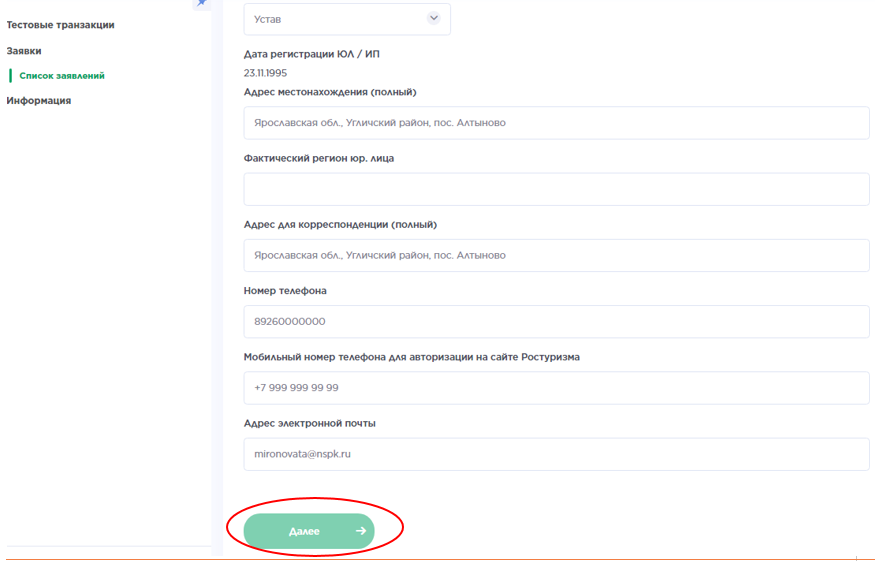 Тестовые транзакции
Заявки
Список заявлений
Информация
Устав
Дата регистрации ЮЛ / ИП
23.11.1995
Адрес местонахождения (полный)
Ярославская обл., Угличский район, пос. Алтыново
Фактический регион юр. лица
Адрес для корреспонденции (полный)
Ярославская обл., Угличский район, пос. Алтыново
Номер телефона
89260000000
Мобильный номер телефона для авторизации на сайте Ростуризма
+7 999 999 99 99
Адрес электронной почты
mironovata@nspk.ru
Далее